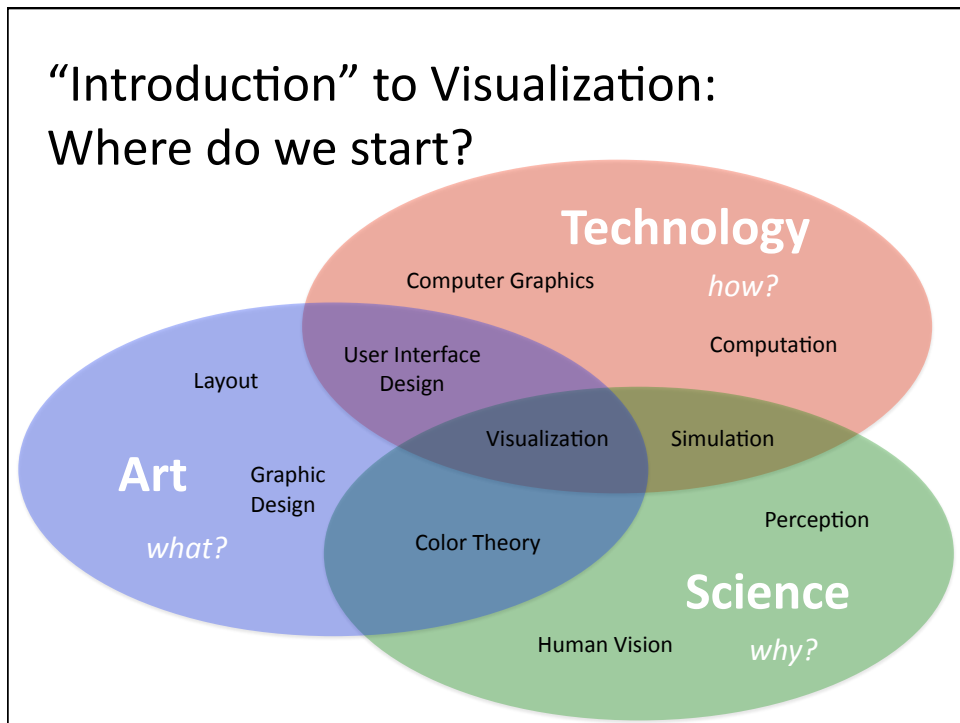 “Introduction” to Visualization:
Where do we start?
Technology
Computer Graphics
how?
User Interface
Design
Computation
Layout
Visualization
Simulation
Art
Graphic
Design
Perception
what?
Color Theory
Science
Human Vision
why?